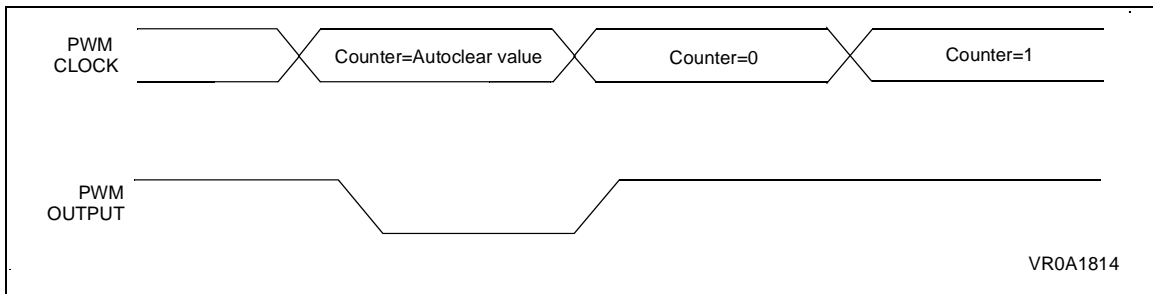 PWM
CLOCK
Counter=Autoclear value
Counter=0
Counter=1
PWM
OUTPUT
VR0A1814